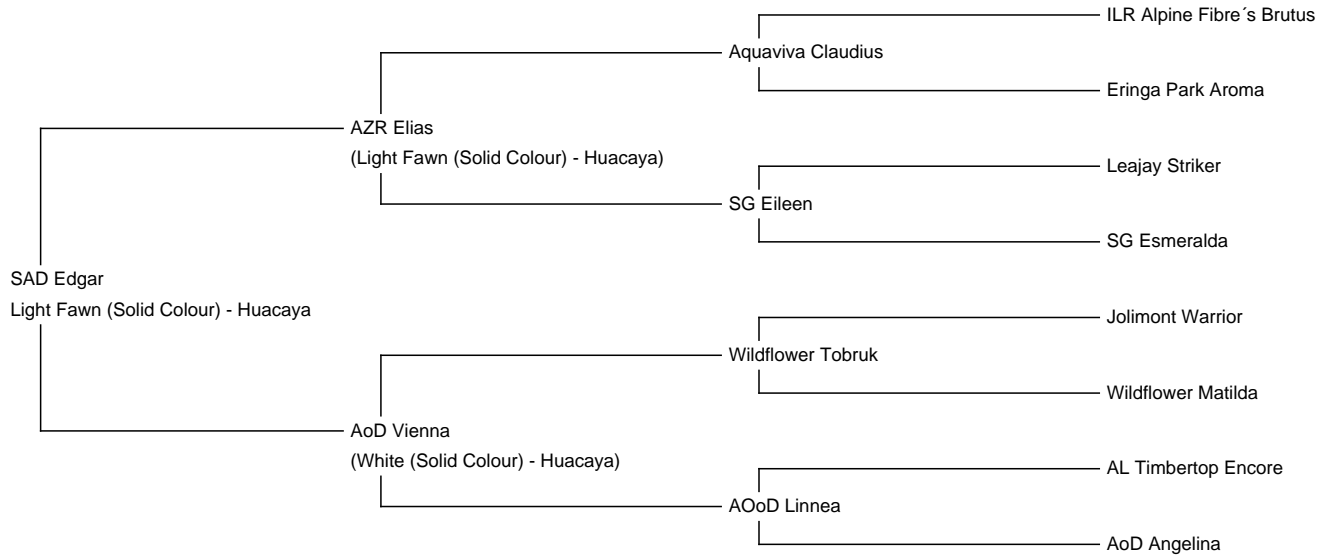 ILR Alpine Fibre´s Brutus
Aquaviva Claudius
Eringa Park Aroma
AZR Elias
(Light Fawn (Solid Colour) - Huacaya)
Leajay Striker
SG Eileen
SG Esmeralda
SAD Edgar
Light Fawn (Solid Colour) - Huacaya
Jolimont Warrior
Wildflower Tobruk
Wildflower Matilda
AoD Vienna
(White (Solid Colour) - Huacaya)
AL Timbertop Encore
AOoD Linnea
AoD Angelina